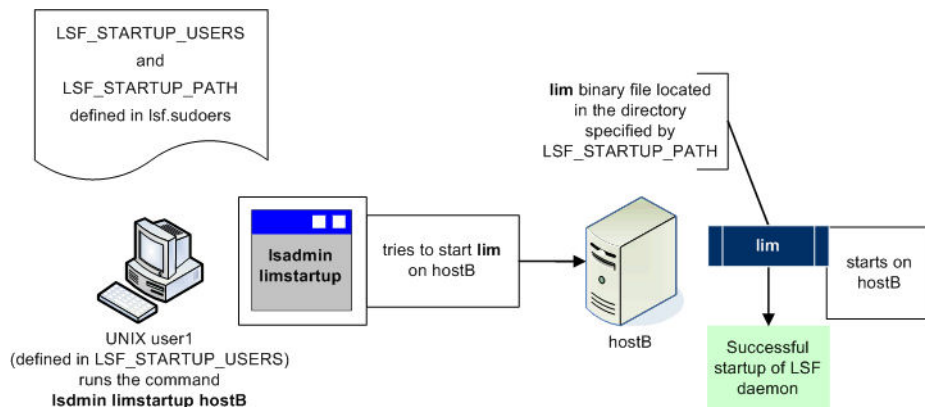 LSF_STARTUP_USERS
and
LSF_STARTUP_PATH
defined in lsf.sudoers
lim binary file located
in the directory
specified by
LSF_STARTUP_PATH
lsadmin
limstartup
tries to start lim
on hostB
lim
starts on
hostB
UNIX user1
(defined in LSF_STARTUP_USERS)
runs the command
lsdmin limstartup hostB
hostB
Successful
startup of LSF
daemon